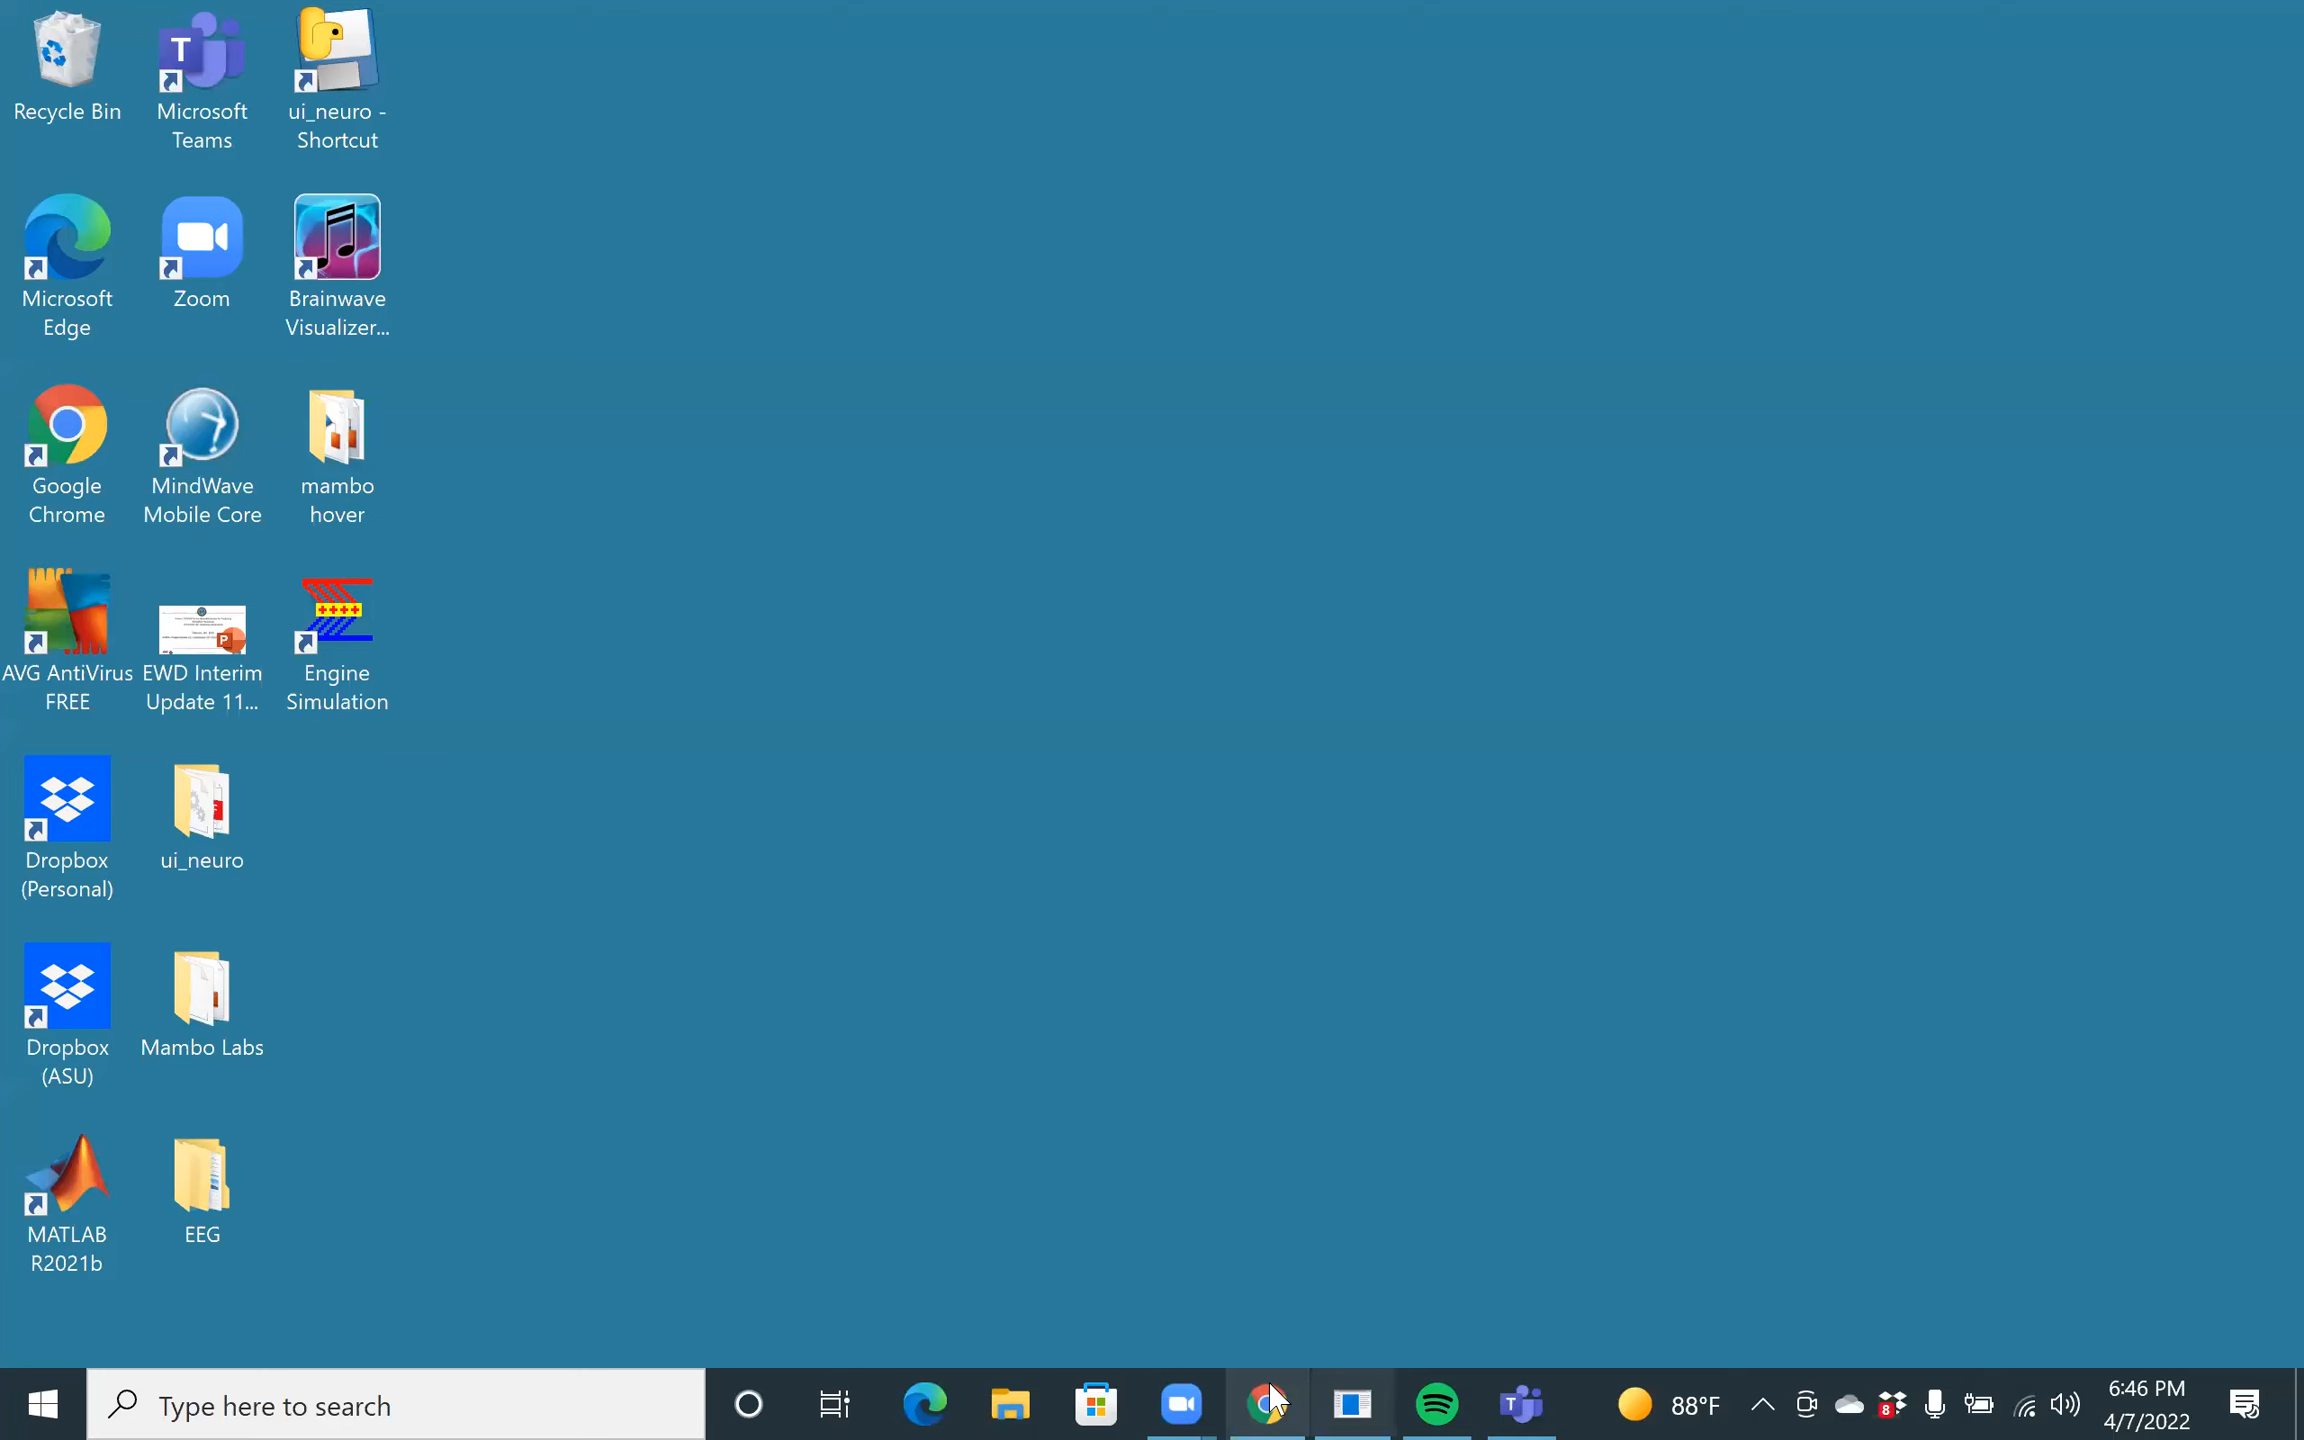 Recycle Bin
Microsoft
Teams
ui_neuro -
Shortcut
Microsoft
Edge
Zoom
Brainwave
Visualizer...
Google
Chrome
MindWave
Mobile Core
mambo
hover
AVG AntiVirus
FREE
EWD Interim
Update 11...
Engine
Simulation
Dropbox
(Personal)
ui_neuro
Dropbox
(ASU)
Mambo Labs
MATLAB
R2021b
EEG
Type here to search
88°F
8
6:46 PM
4/7/2022